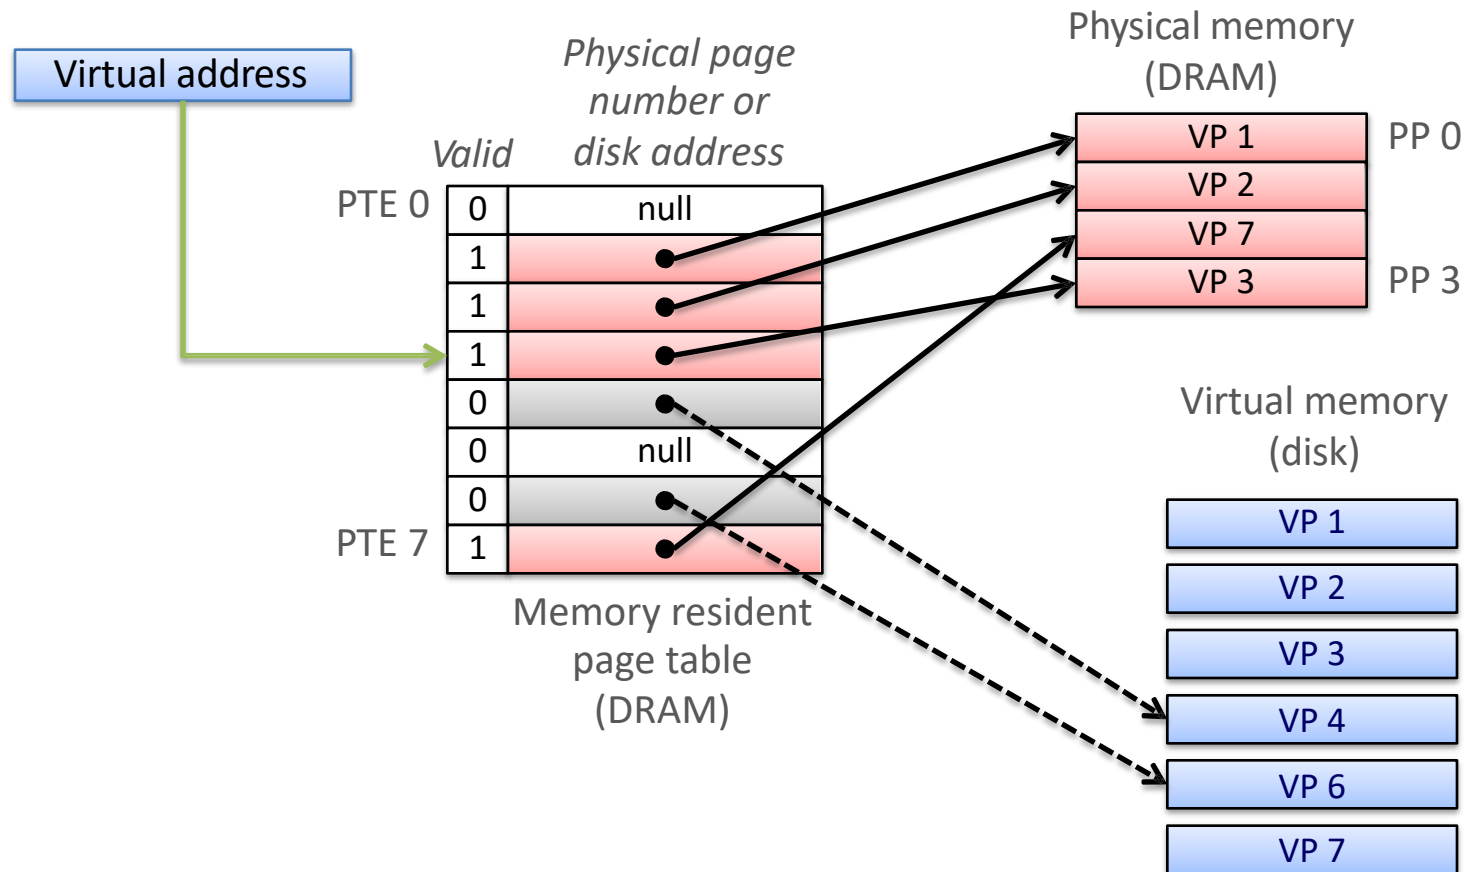 Virtual address
Physical page
number or
disk address
Valid
PTE 0
0 null
1
1
1
0
0 null
0
PTE 7 1
Memory resident
page table
(DRAM)
Physical memory
(DRAM)
VP 1 PP 0
VP 2
VP 7
VP 3 PP 3
Virtual memory
(disk)
VP 1
VP 2
VP 3
VP 4
VP 6
VP 7